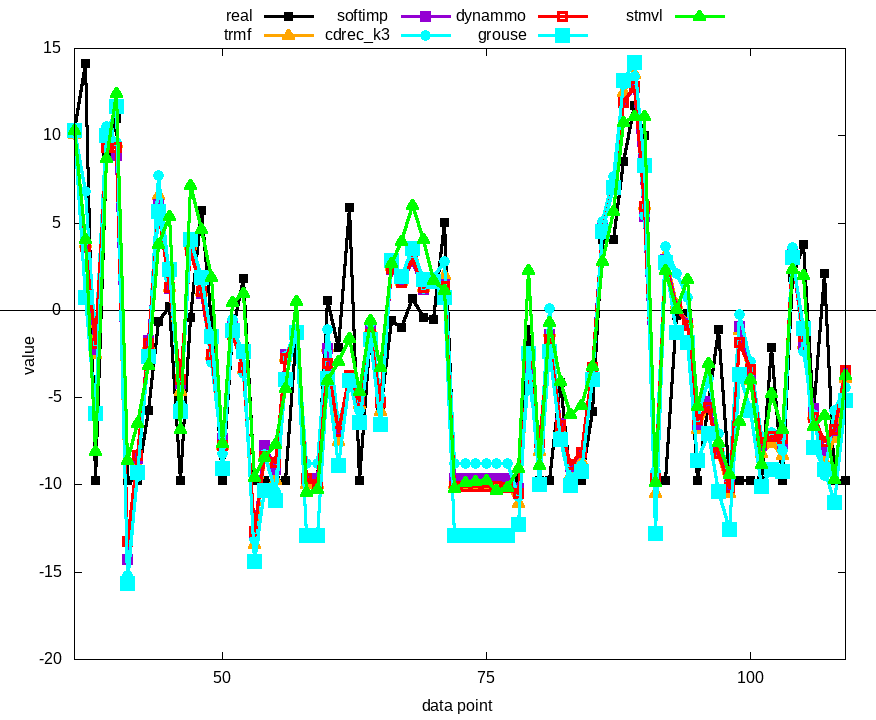 real softimp dynammo stmvl
trmf cdrec_k3 grouse
15
10
5
0
-5
-10
-15
-20
value
50 75 100
data point